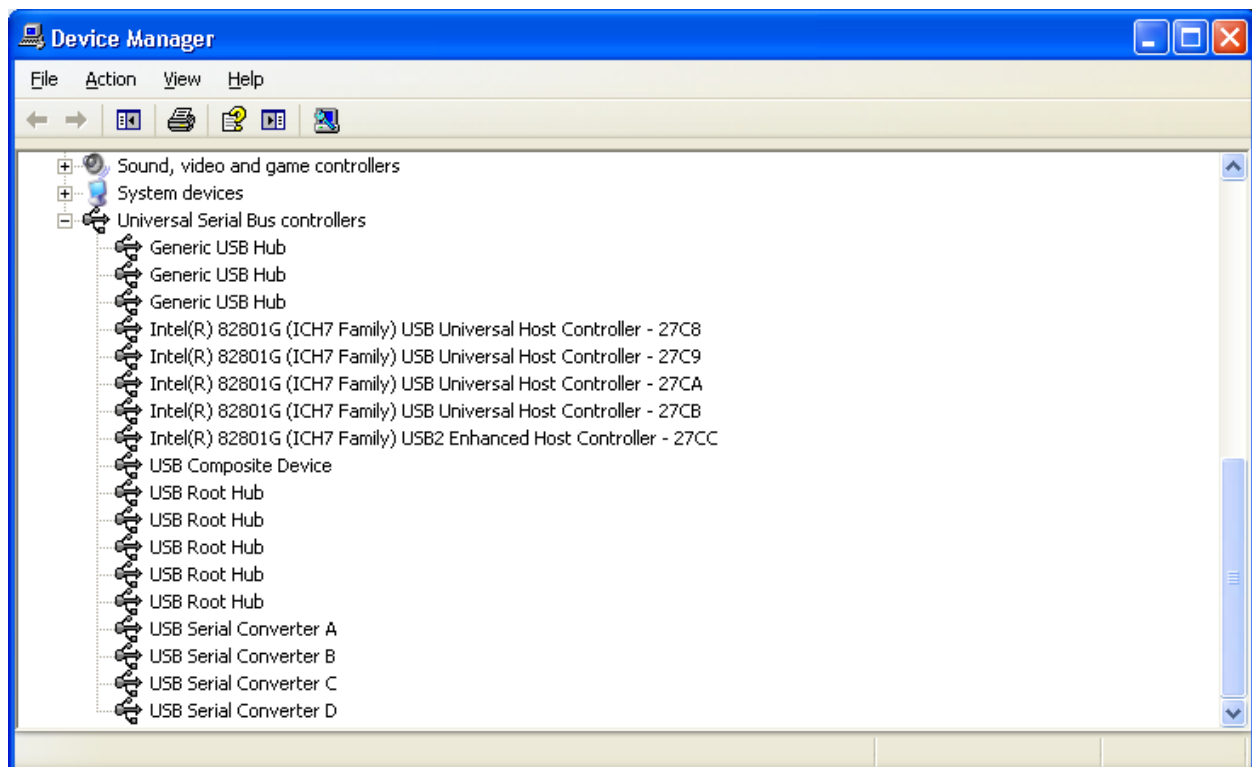 Device Manager
File Action View Help
Sound, video and game controllers
System devices
Universal Serial Bus controllers
Generic USB Hub
Generic USB Hub
Generic USB Hub
Intel(R) 82801G (ICH7 Family) USB Universal Host Controller - 27C8
Intel(R) 82801G (ICH7 Family) USB Universal Host Controller - 27C9
Intel(R) 82801G (ICH7 Family) USB Universal Host Controller - 27CA
Intel(R) 82801G (ICH7 Family) USB Universal Host Controller - 27CB
Intel(R) 82801G (ICH7 Family) USB2 Enhanced Host Controller - 27CC
USB Composite Device
USB Root Hub
USB Root Hub
USB Root Hub
USB Root Hub
USB Root Hub
USB Serial Converter A
USB Serial Converter B
USB Serial Converter C
USB Serial Converter D